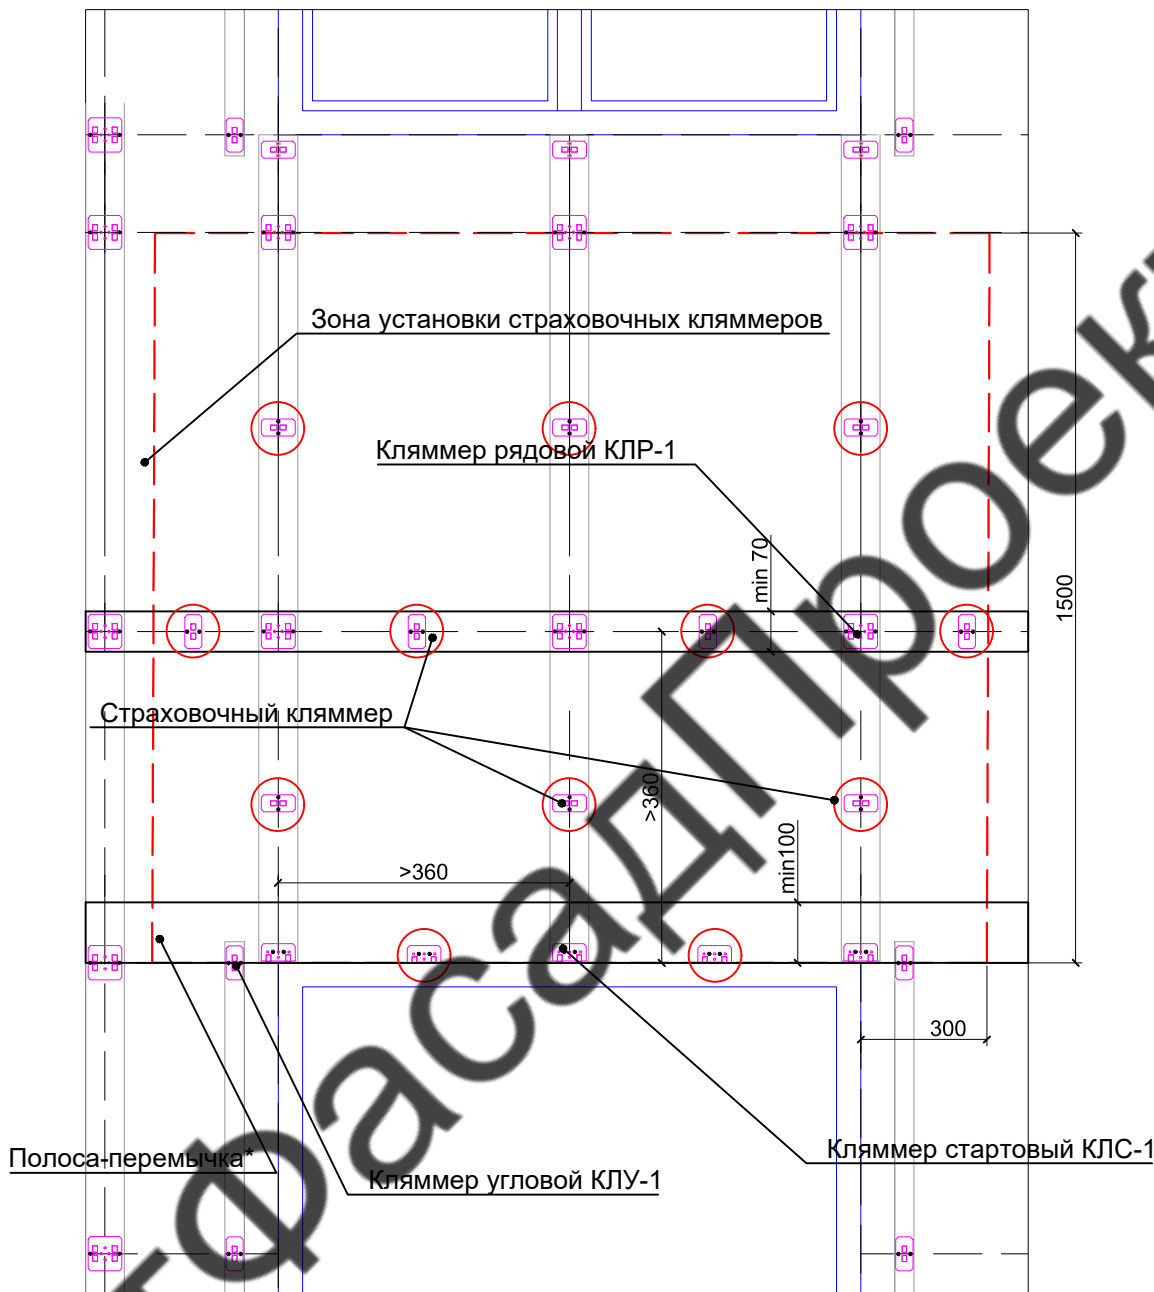 Зона установки страховочных кляммеров
Кляммер рядовой КЛР-1
min 70
1500
Страховочный кляммер
>360
>360
min100
300
Полоса-перемычка*
Кляммер угловой КЛУ-1
Кляммер стартовый КЛС-1
ФасадПроек